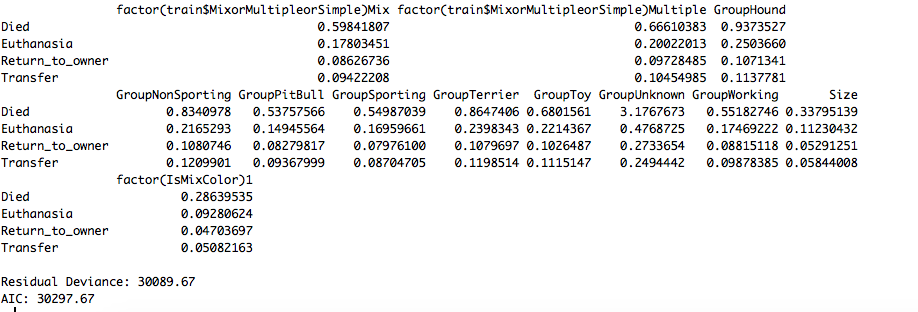 factor(train$MixorMultipleorSimple)Mix factor(train$MixorMultipleorSimple)Multiple GroupHound
Died 0.59841807 0.66610383 0.9373527
Euthanasia 0.17803451 0.20022013 0.2503660
Return_to_owner 0.08626736 0.09728485 0.1071341
Transfer 0.09422208 0.10454985 0.1137781
GroupNonSporting GroupPitBull GroupSporting GroupTerrier GroupToy GroupUnknown GroupWorking Size
Died 0.8340978 0.53757566 0.54987039 0.8647406 0.6801561 3.1767673 0.55182746 0.33795139
Euthanasia 0.2165293 0.14945564 0.16959661 0.2398343 0.2214367 0.4768725 0.17469222 0.11230432
Return_to_owner 0.1080746 0.08279817 0.07976100 0.1079697 0.1026487 0.2733654 0.08815118 0.05291251
Transfer 0.1209901 0.09367999 0.08704705 0.1198514 0.1115147 0.2494442 0.09878385 0.05844008
factor(IsMixColor)1
Died 0.28639535
Euthanasia 0.09280624
Return_to_owner 0.04703697
Transfer 0.05082163
Residual Deviance: 30089.67
AIC: 30297.67